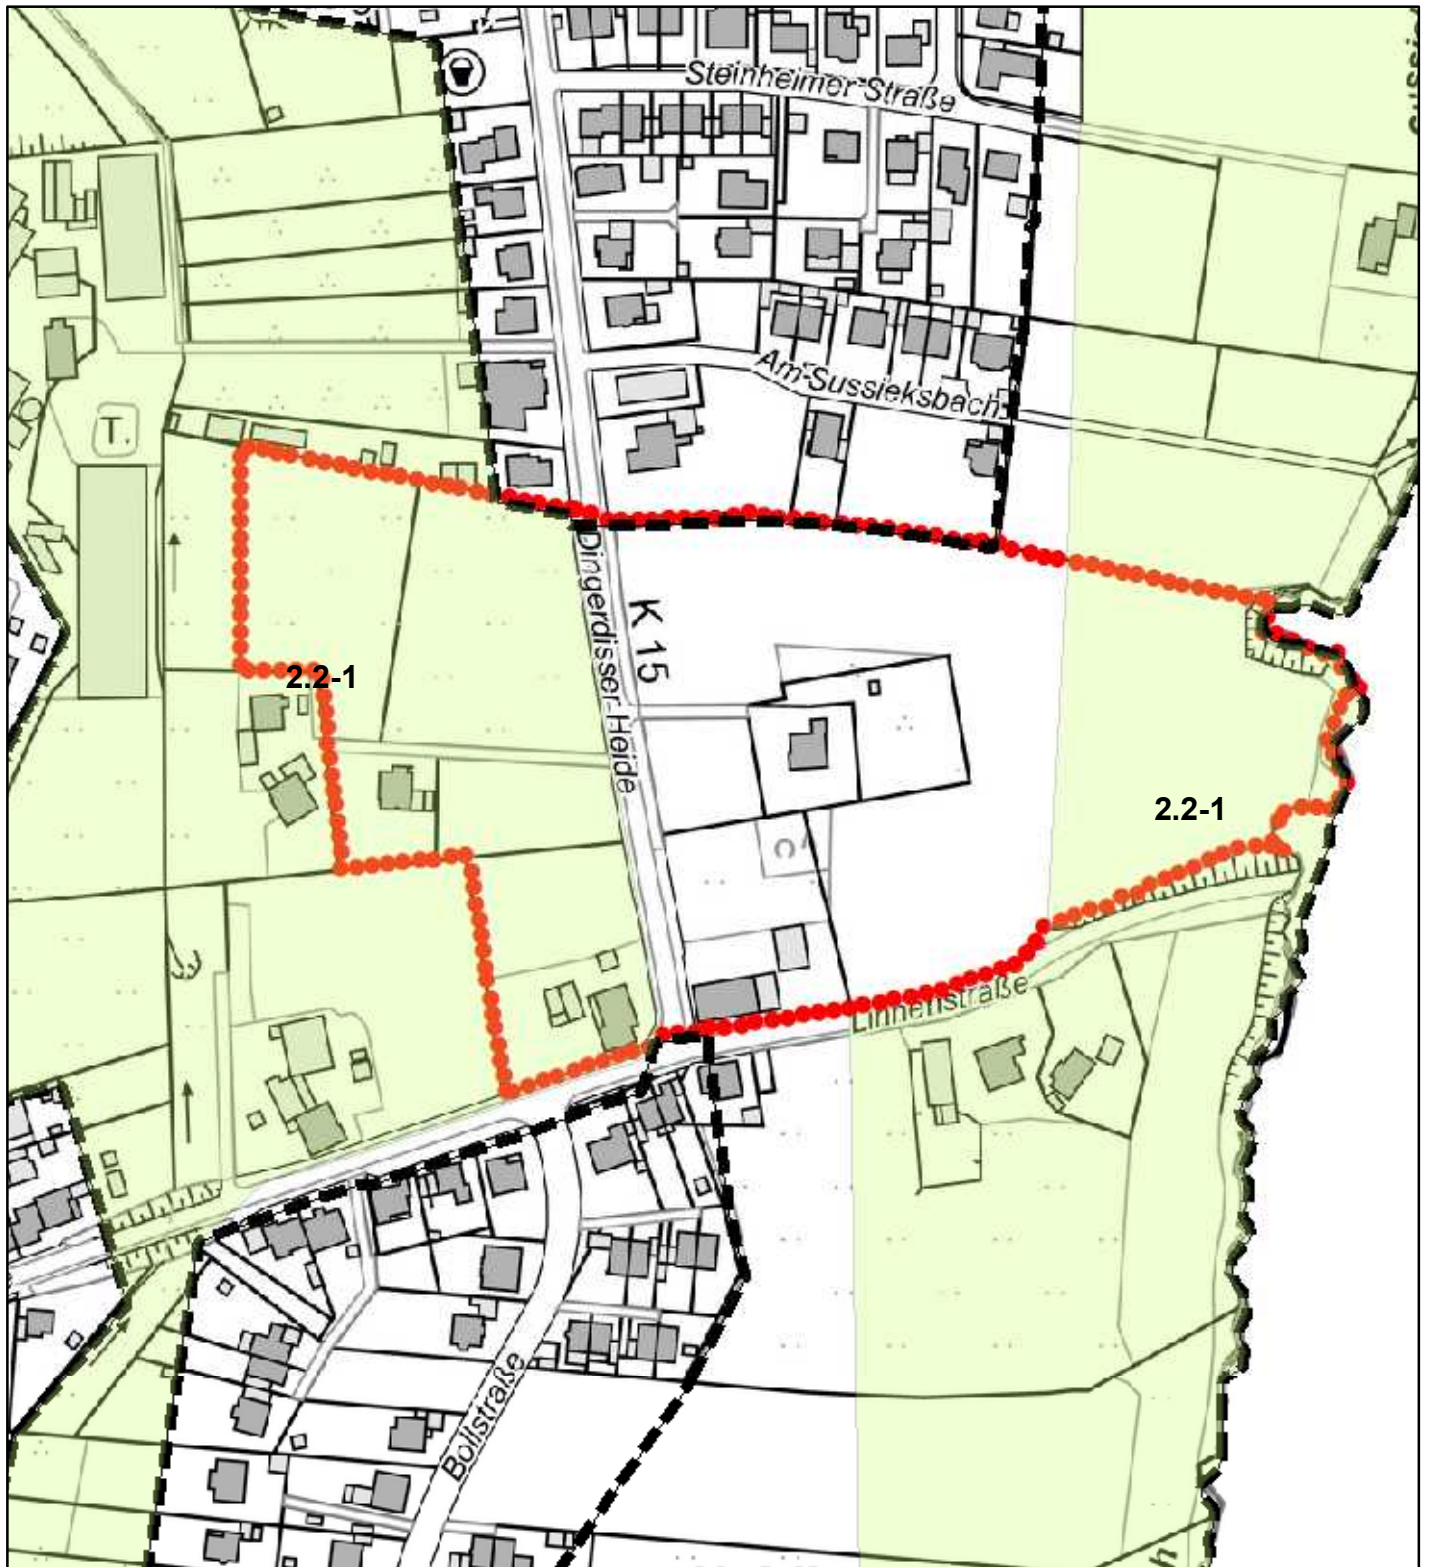 Steinheimer Straße
Am Sussieksbach
T.
Dingerdisser Heide
K 15
2.2-1
2.2-1
Linnenstraße
Bollstraße
h